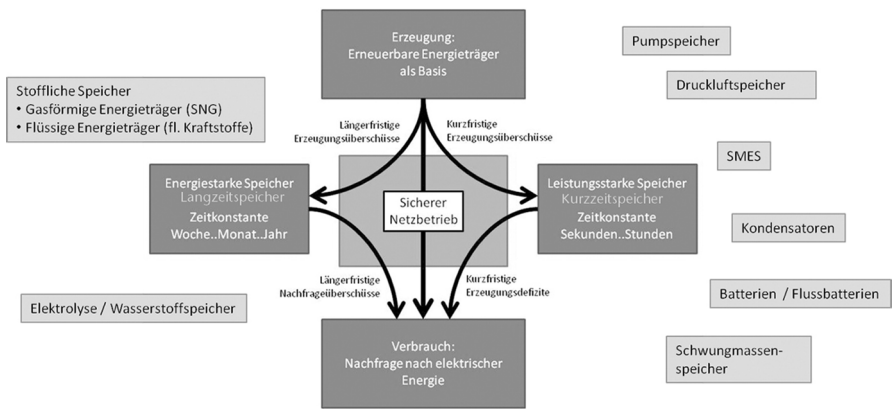 Erzeugung:
Erneuerbare Energieträger
als Basis
Pumpspeicher
Druckluftspeicher
Stoffliche Speicher
• Gasförmige Energieträger (SNG)
• Flüssige Energieträger (fl. Kraftstoffe)
Längerfristige
Erzeugungsüberschüsse
Kurzfristige
Erzeugungsüberschüsse
SMES
Energiestarke Speicher
Langzeitspeicher
Zeitkonstante
Woche..Monat..Jahr
Sicherer
Netzbetrieb
Leistungsstarke Speicher
Kurzzeitspeicher
Zeitkonstante
Sekunden..Stunden
Kondensatoren
Längerfristige
Nachfrageüberschüsse
Kurzfristige
Erzeugungsdefizite
Elektrolyse / Wasserstoffspeicher
Batterien / Flussbatterien
Verbrauch:
Nachfrage nach elektrischer
Energie
Schwungmassen-
speicher